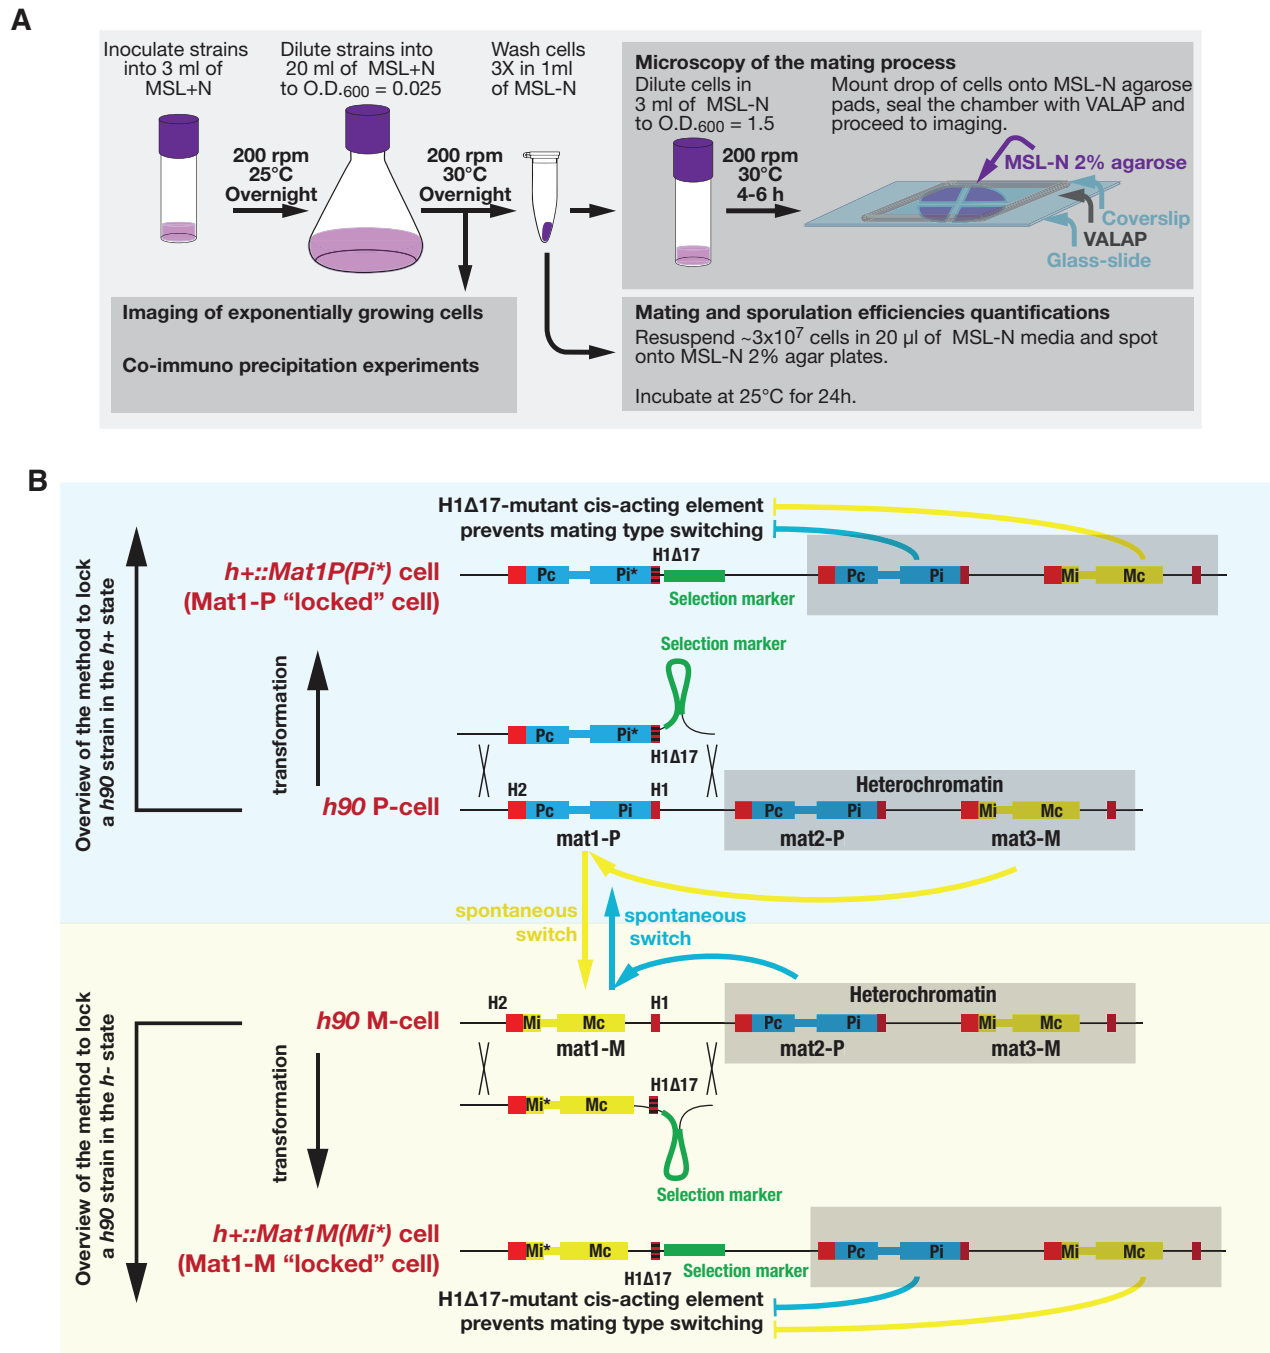 A
Inoculate strains
into 3 ml of
MSL+N
Dilute strains into
20 ml of MSL+N
to O.D.600 = 0.025
Wash cells
3X in 1ml
of MSL-N
200 rpm
25°C
Overnight
200 rpm
30°C
Overnight
Microscopy of the mating process
Dilute cells in
3 ml of MSL-N
to O.D.600 = 1.5
Mount drop of cells onto MSL-N agarose
pads, seal the chamber with VALAP and
proceed to imaging.
200 rpm
30°C
4-6 h
MSL-N 2% agarose
Coverslip
VALAP
Glass-slide
Imaging of exponentially growing cells
Co-immuno precipitation experiments
Mating and sporulation efficiencies quantifications
Resuspend ~3x10⁷ cells in 20 µl of MSL-N media and spot
onto MSL-N 2% agar plates.
Incubate at 25°C for 24h.
B
Overview of the method to lock
a h90 strain in the h+ state
H1Δ17-mutant cis-acting element
prevents mating type switching
H1Δ17
h+::Mat1P(Pi*) cell
(Mat1-P “locked” cell)
Pc Pi* Pc Pi Mi Mc
Selection marker
transformation
Selection marker
Pc Pi*
H1Δ17
Heterochromatin
H2 H1
h90 P-cell
Pc Pi Pc Pi Mi Mc
mat1-P mat2-P mat3-M
spontaneous
switch
spontaneous
switch
Overview of the method to lock
a h90 strain in the h- state
Heterochromatin
H2 H1
h90 M-cell
Mi Mc Pc Pi Mi Mc
mat1-M mat2-P mat3-M
transformation
H1Δ17
Mi* Mc
Selection marker
h+::Mat1M(Mi*) cell
(Mat1-M “locked” cell)
Mi* Mc Pc Pi Mi Mc
H1Δ17 Selection marker
H1Δ17-mutant cis-acting element
prevents mating type switching